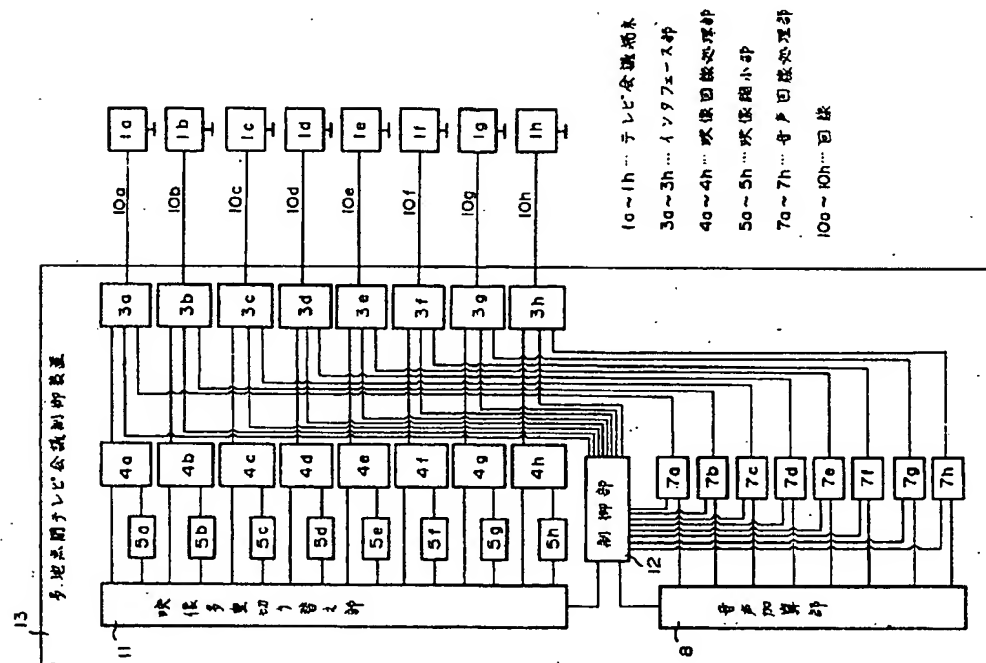 13
多地点間テレビ会議制御装置
11
映像多重切り替え部
5a
5b
5c
5d
5e
5f
5g
5h
4a
4b
4c
4d
4e
4f
4g
4h
3a
3b
3c
3d
3e
3f
3g
3h
10a
10b
10c
10d
10e
10f
10g
10h
1a
1b
1c
1d
1e
1f
1g
1h
制御部
12
8
音声加算部
7a
7b
7c
7d
7e
7f
7g
7h
1a~1h…テレビ会議端末
3a~3h…インタフェース部
4a~4h…映像回線処理部
5a~5h…映像縮小部
7a~7h…音声回線処理部
10a~10h…回線